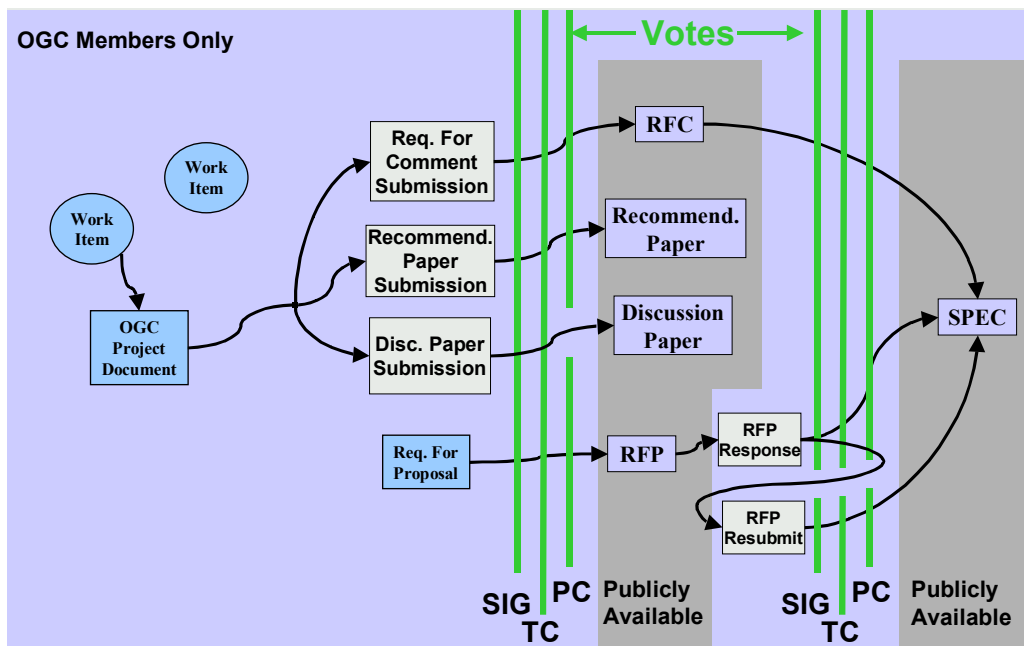 OGC Members Only
Votes
Work
Item
Work
Item
OGC
Project
Document
Req. For
Comment
Submission
Recommend.
Paper
Submission
Disc. Paper
Submission
Req. For
Proposal
RFC
Recommend.
Paper
Discussion
Paper
RFP
RFP
Response
RFP
Resubmit
SPEC
SIG
TC
PC
Publicly
Available
SIG
TC
PC
Publicly
Available